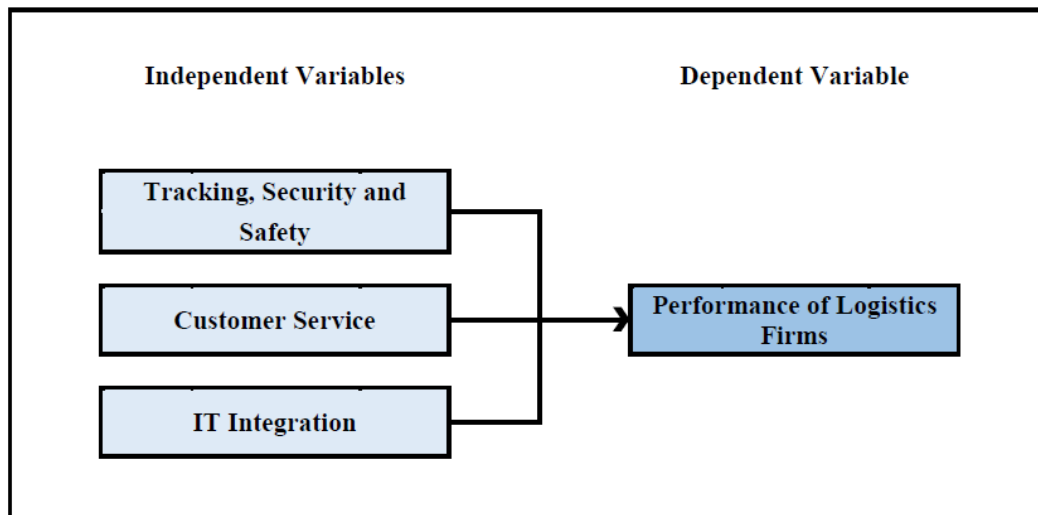 Independent Variables
Dependent Variable
Tracking, Security and
Safety
Customer Service
IT Integration
Performance of Logistics
Firms